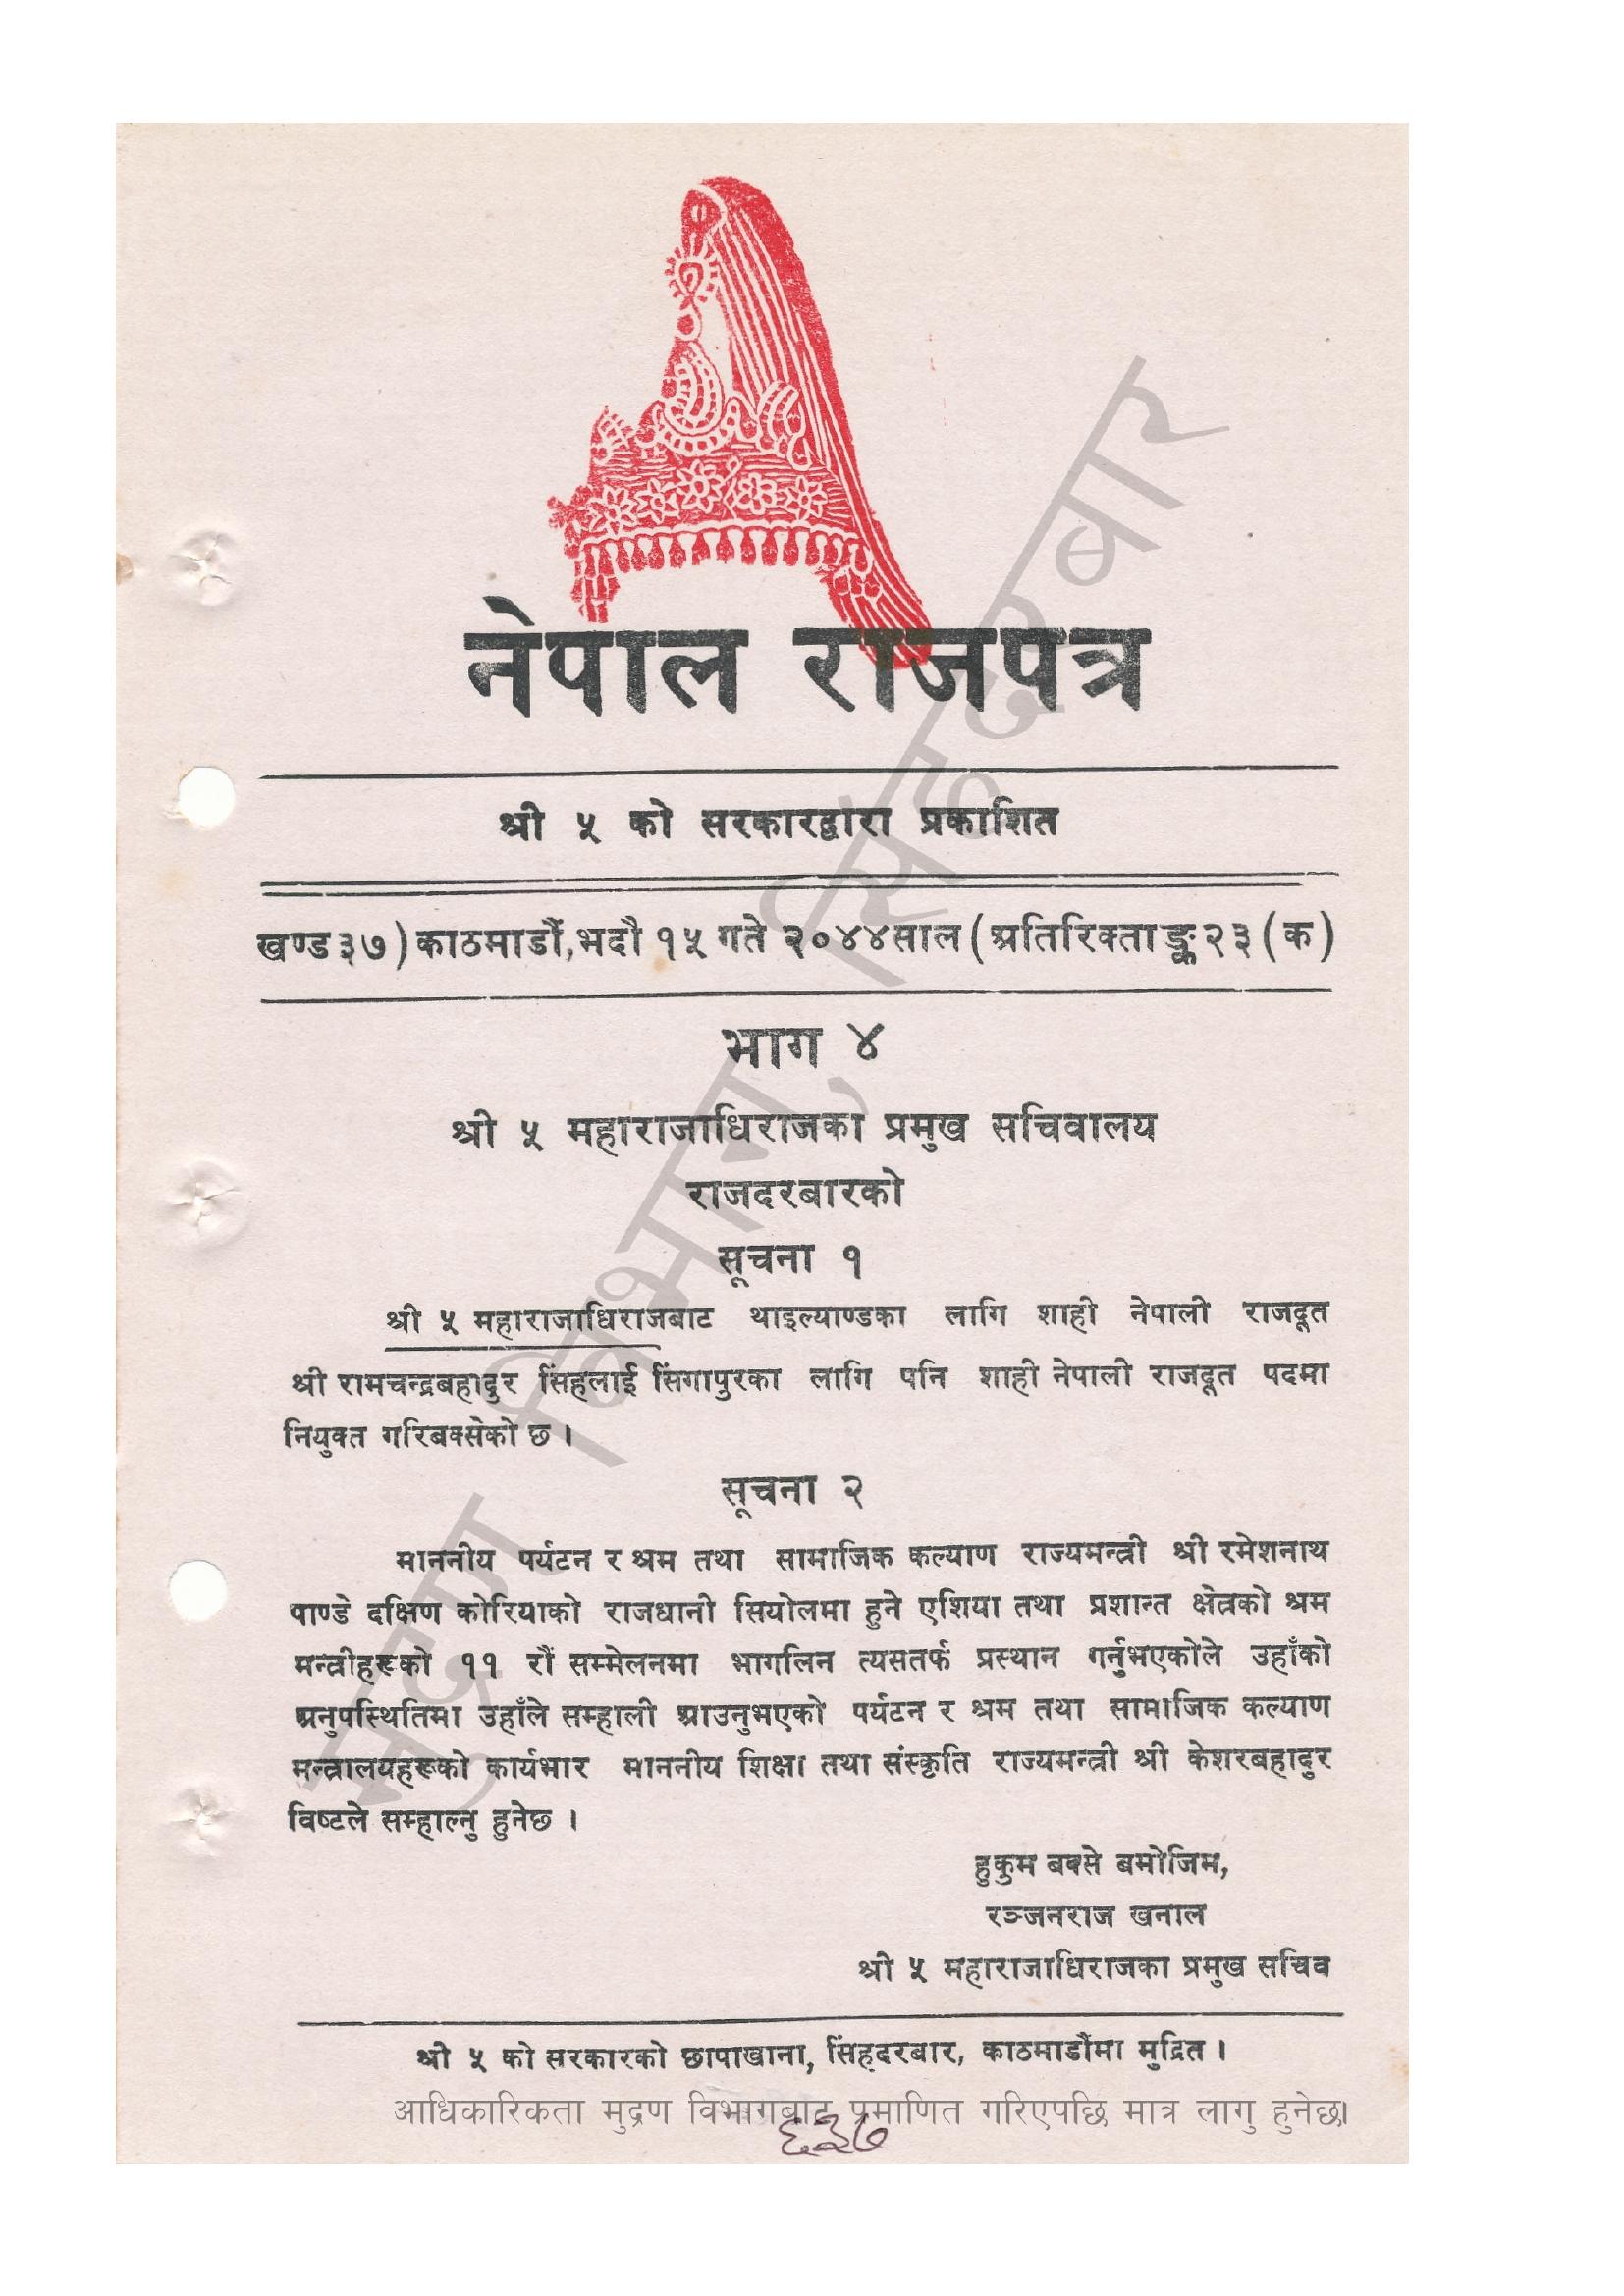 नेपाल राजपत्र
श्री ५ को सरकारद्वारा प्रकाशित
खण्ड ३७) काठमाडौं, भदौ १५ गते २०४४ साल (अतिरिक्ताङ्क २३ (क)
भाग ४
श्री ५ महाराजाधिराजका प्रमुख सचिवालय
राजदरबारको
सूचना १
श्री ५ महाराजाधिराजबाट थाइल्याण्डका लागि शाही नेपाली राजदूत
श्री रामचन्द्रबहादुर सिंहलाई सिंगापुरका लागि पनि शाही नेपाली राजदूत पदमा
नियुक्त गरिबक्सेको छ ।
सूचना २
माननीय पर्यटन र श्रम तथा सामाजिक कल्याण राज्यमन्त्री श्री रमेशनाथ
पाण्डे दक्षिण कोरियाको राजधानी सियोलमा हुने एशिया तथा प्रशान्त क्षेत्रको श्रम
मन्त्रीहरूको ११ रौं सम्मेलनमा भागलिन त्यसतर्फ प्रस्थान गर्नुभएकोले उहाँको
अनुपस्थितिमा उहाँले सम्हाली आउनुभएको पर्यटन र श्रम तथा सामाजिक कल्याण
मन्त्रालयहरूको कार्यभार माननीय शिक्षा तथा संस्कृति राज्यमन्त्री श्री केशरबहादुर
विष्टले सम्हाल्नु हुनेछ ।
हुकुम बक्से बमोजिम,
रञ्जनराज खनाल
श्री ५ महाराजाधिराजका प्रमुख सचिव
श्री ५ को सरकारको छापाखाना, सिंहदरबार, काठमाडौंमा मुद्रित ।
आधिकारिकता मुद्रण विभागबाट प्रमाणित गरिएपछि मात्र लागु हुनेछ।
६३७
मुद्रण विभाग, सिंहदरबार